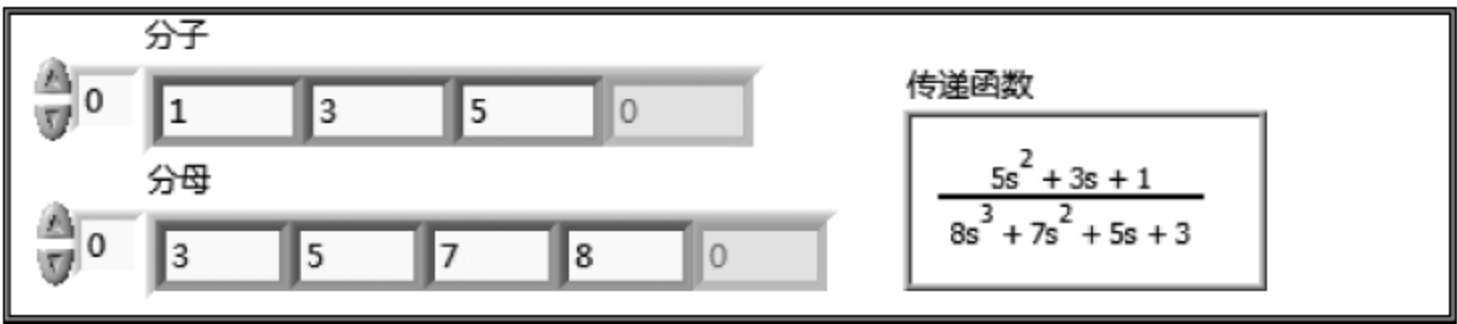 分子
0 1 3 5 0
分母
0 3 5 7 8 0
传递函数
5s² + 3s + 1
8s³ + 7s² + 5s + 3